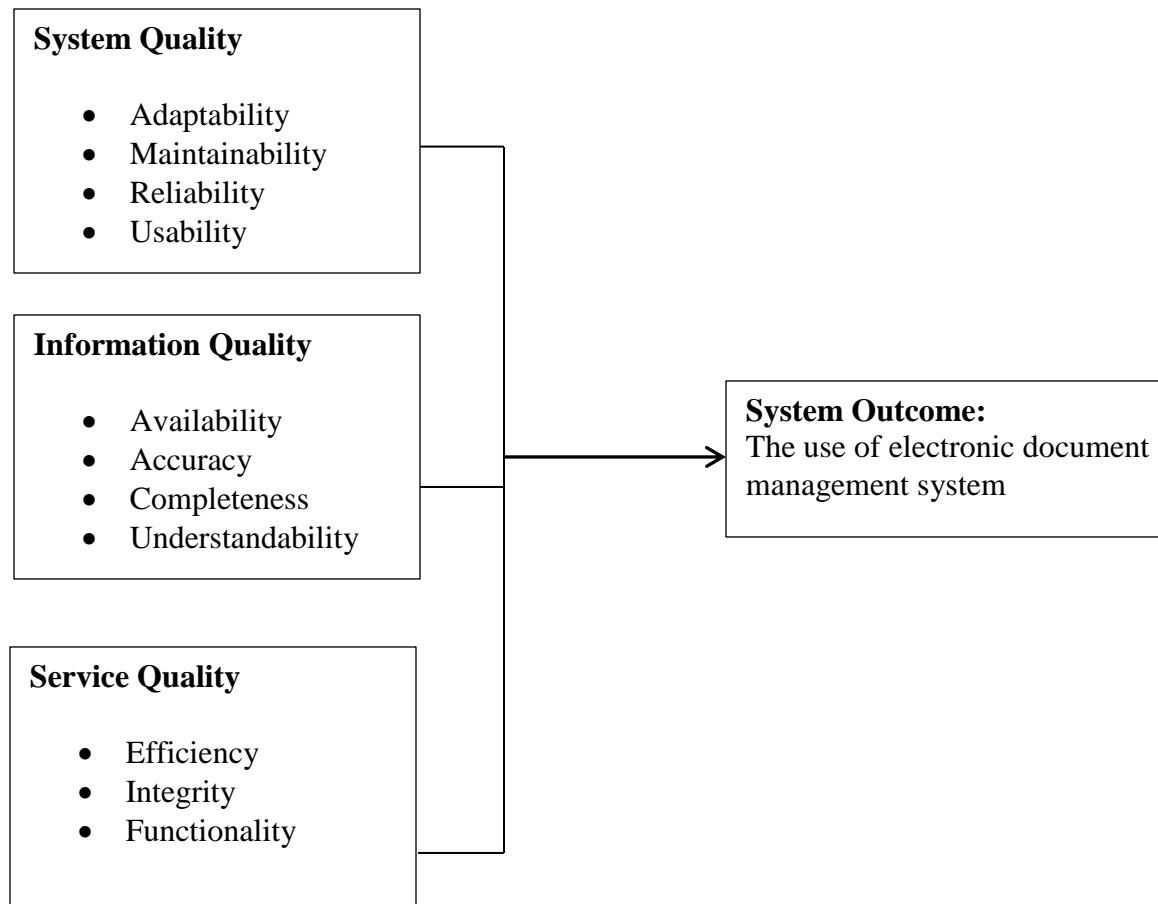 System Quality
• Adaptability
• Maintainability
• Reliability
• Usability
Information Quality
• Availability
• Accuracy
• Completeness
• Understandability
System Outcome:
The use of electronic document
management system
Service Quality
• Efficiency
• Integrity
• Functionality